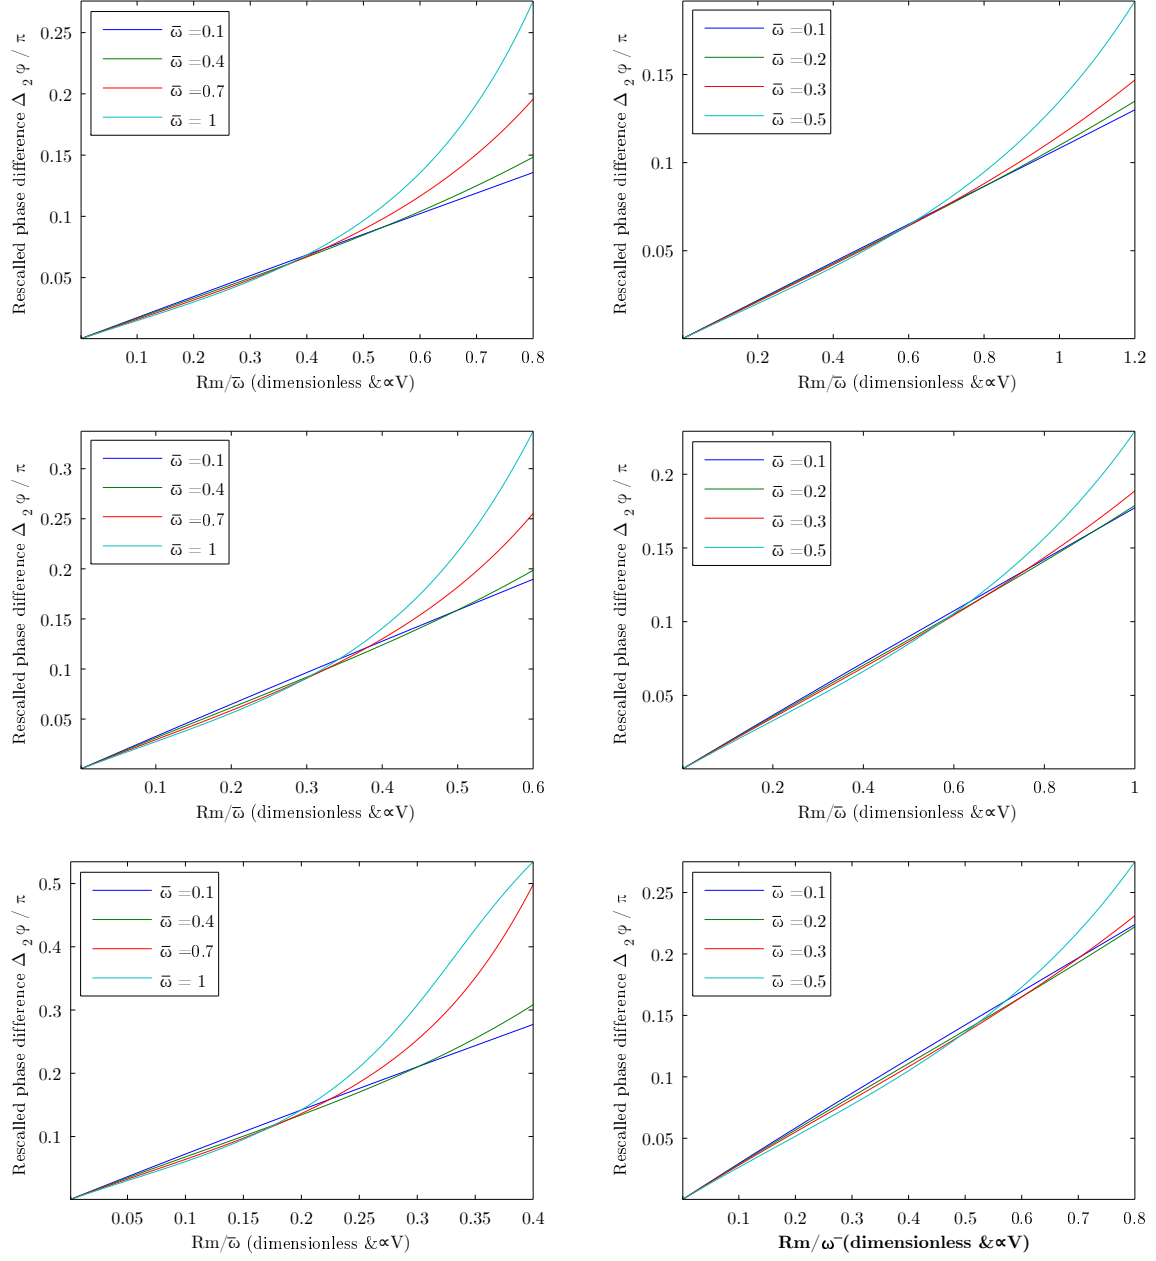 Rescalled phase difference Δ 2 φ / π
0.25
0.2
0.15
0.1
0.05
ω̅ =0.1
ω̅ =0.4
ω̅ =0.7
ω̅ = 1
0.1 0.2 0.3 0.4 0.5 0.6 0.7 0.8
Rm/ω̅ (dimensionless &∝V)
Rescalled phase difference Δ 2 φ / π
0.15
0.1
0.05
ω̅ =0.1
ω̅ =0.2
ω̅ =0.3
ω̅ =0.5
0.2 0.4 0.6 0.8 1 1.2
Rm/ω̅ (dimensionless &∝V)
Rescalled phase difference Δ 2 φ / π
0.3
0.25
0.2
0.15
0.1
0.05
ω̅ =0.1
ω̅ =0.4
ω̅ =0.7
ω̅ = 1
0.1 0.2 0.3 0.4 0.5 0.6
Rm/ω̅ (dimensionless &∝V)
Rescalled phase difference Δ 2 φ / π
0.2
0.15
0.1
0.05
ω̅ =0.1
ω̅ =0.2
ω̅ =0.3
ω̅ =0.5
0.2 0.4 0.6 0.8 1
Rm/ω̅ (dimensionless &∝V)
Rescalled phase difference Δ 2 φ / π
0.5
0.4
0.3
0.2
0.1
ω̅ =0.1
ω̅ =0.4
ω̅ =0.7
ω̅ = 1
0.05 0.1 0.15 0.2 0.25 0.3 0.35 0.4
Rm/ω̅ (dimensionless &∝V)
Rescalled phase difference Δ 2 φ / π
0.25
0.2
0.15
0.1
0.05
ω̅ =0.1
ω̅ =0.2
ω̅ =0.3
ω̅ =0.5
0.1 0.2 0.3 0.4 0.5 0.6 0.7 0.8
Rm/ω¯(dimensionless &∝V)